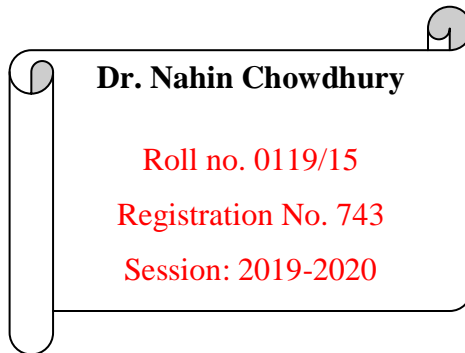 Dr. Nahin Chowdhury
Roll no. 0119/15
Registration No. 743
Session: 2019-2020